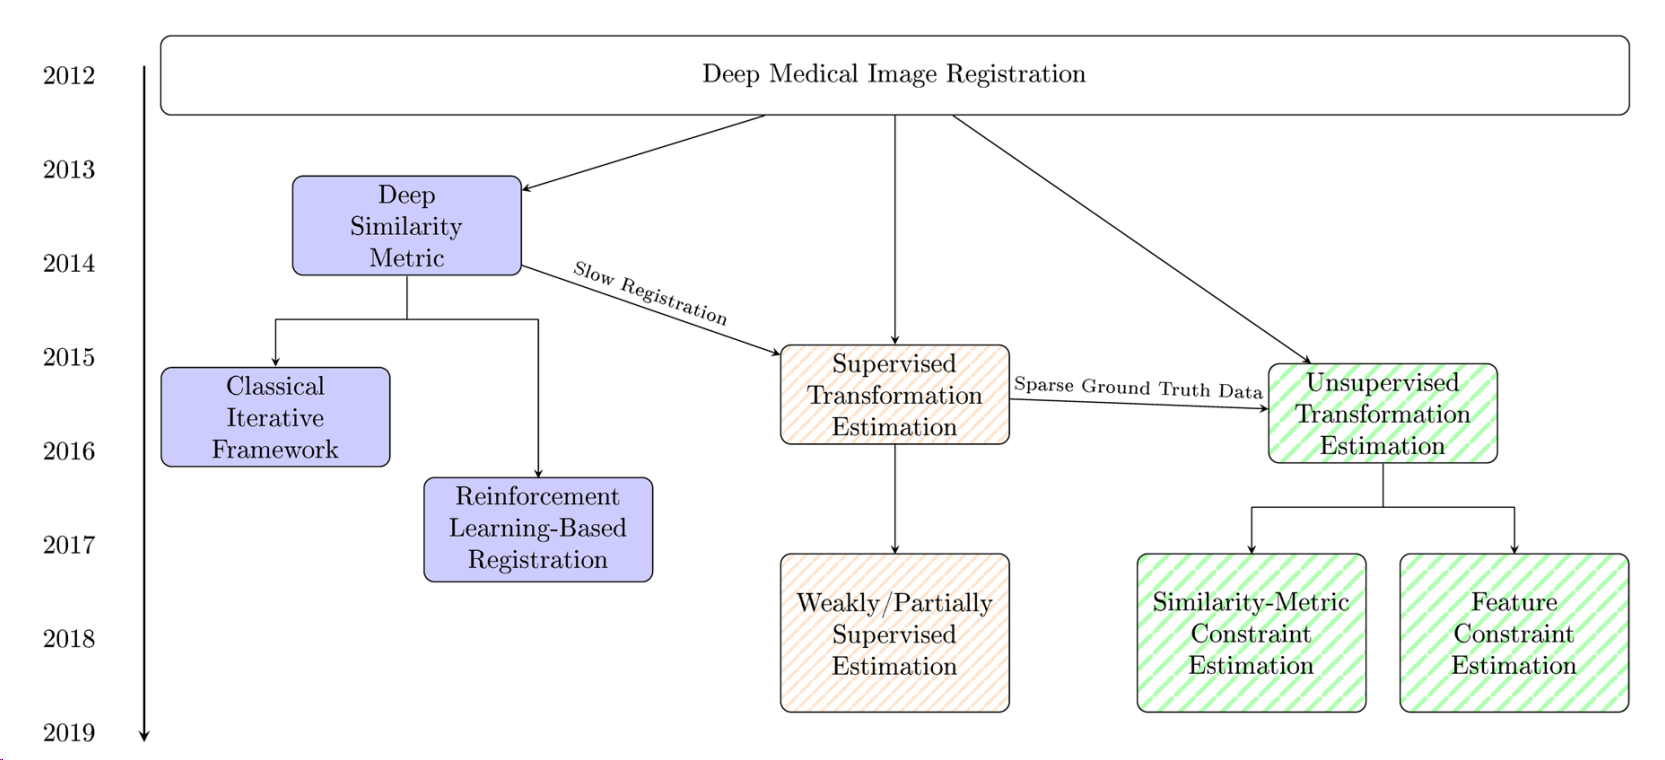 2012
Deep Medical Image Registration
2013
Deep
Similarity
Metric
2014
Slow Registration
2015
Supervised
Transformation
Estimation
Sparse Ground Truth Data
Unsupervised
Transformation
Estimation
Classical
Iterative
Framework
2016
Reinforcement
Learning-Based
Registration
2017
Weakly/Partially
Supervised
Estimation
Similarity-Metric
Constraint
Estimation
Feature
Constraint
Estimation
2018
2019